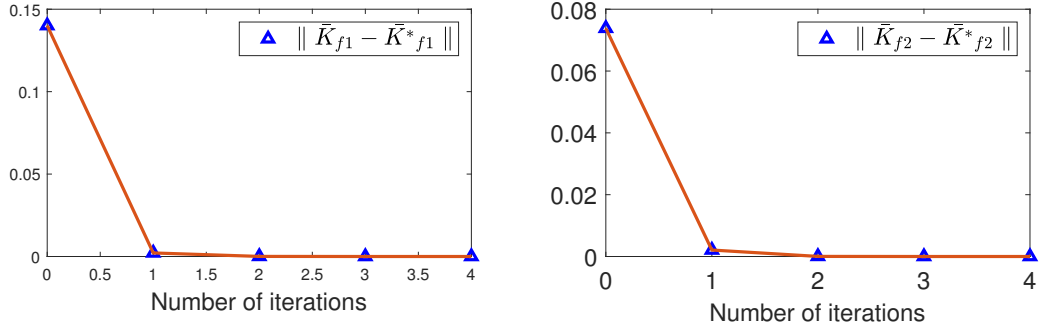 0.15
0.1
0.05
0
0 0.5 1 1.5 2 2.5 3 3.5 4
Number of iterations
‖ K̄_{f1} − K̄*_{f1} ‖
0.08
0.06
0.04
0.02
0
0 1 2 3 4
Number of iterations
‖ K̄_{f2} − K̄*_{f2} ‖